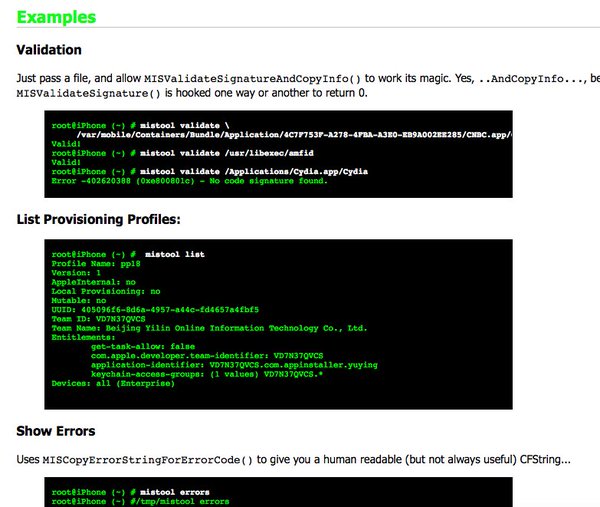 Examples
Validation
Just pass a file, and allow MISValidateSignatureAndCopyInfo() to work its magic. Yes, ..AndCopyInfo..., be
MISValidateSignature() is hooked one way or another to return 0.
root@iPhone (~) # mistool validate \
/var/mobile/Containers/Bundle/Application/4C7F753F-A278-4FBA-A3E0-EB9A002EE285/CNBC.app/
Valid!
root@iPhone (~) # mistool validate /usr/libexec/amfid
Valid!
root@iPhone (~) # mistool validate /Applications/Cydia.app/Cydia
Error -402620388 (0xe800801c) - No code signature found.
List Provisioning Profiles:
root@iPhone (~) #  mistool list
Profile Name: pp18
Version: 1
AppleInternal: no
Local Provisioning: no
Mutable: no
UUID: 405096f6-8d6a-4957-a44c-fd4657a4fbf5
Team ID: VD7N37QVCS
Team Name: Beijing Yilin Online Information Technology Co., Ltd.
Entitlements:
get-task-allow: false
com.apple.developer.team-identifier: VD7N37QVCS
application-identifier: VD7N37QVCS.com.appinstaller.yuying
keychain-access-groups: (1 values) VD7N37QVCS.*
Devices: all (Enterprise)
Show Errors
Uses MISCopyErrorStringForErrorCode() to give you a human readable (but not always useful) CFString...
root@iPhone (~) # mistool errors
root@iPhone (~) #/tmp/mistool errors